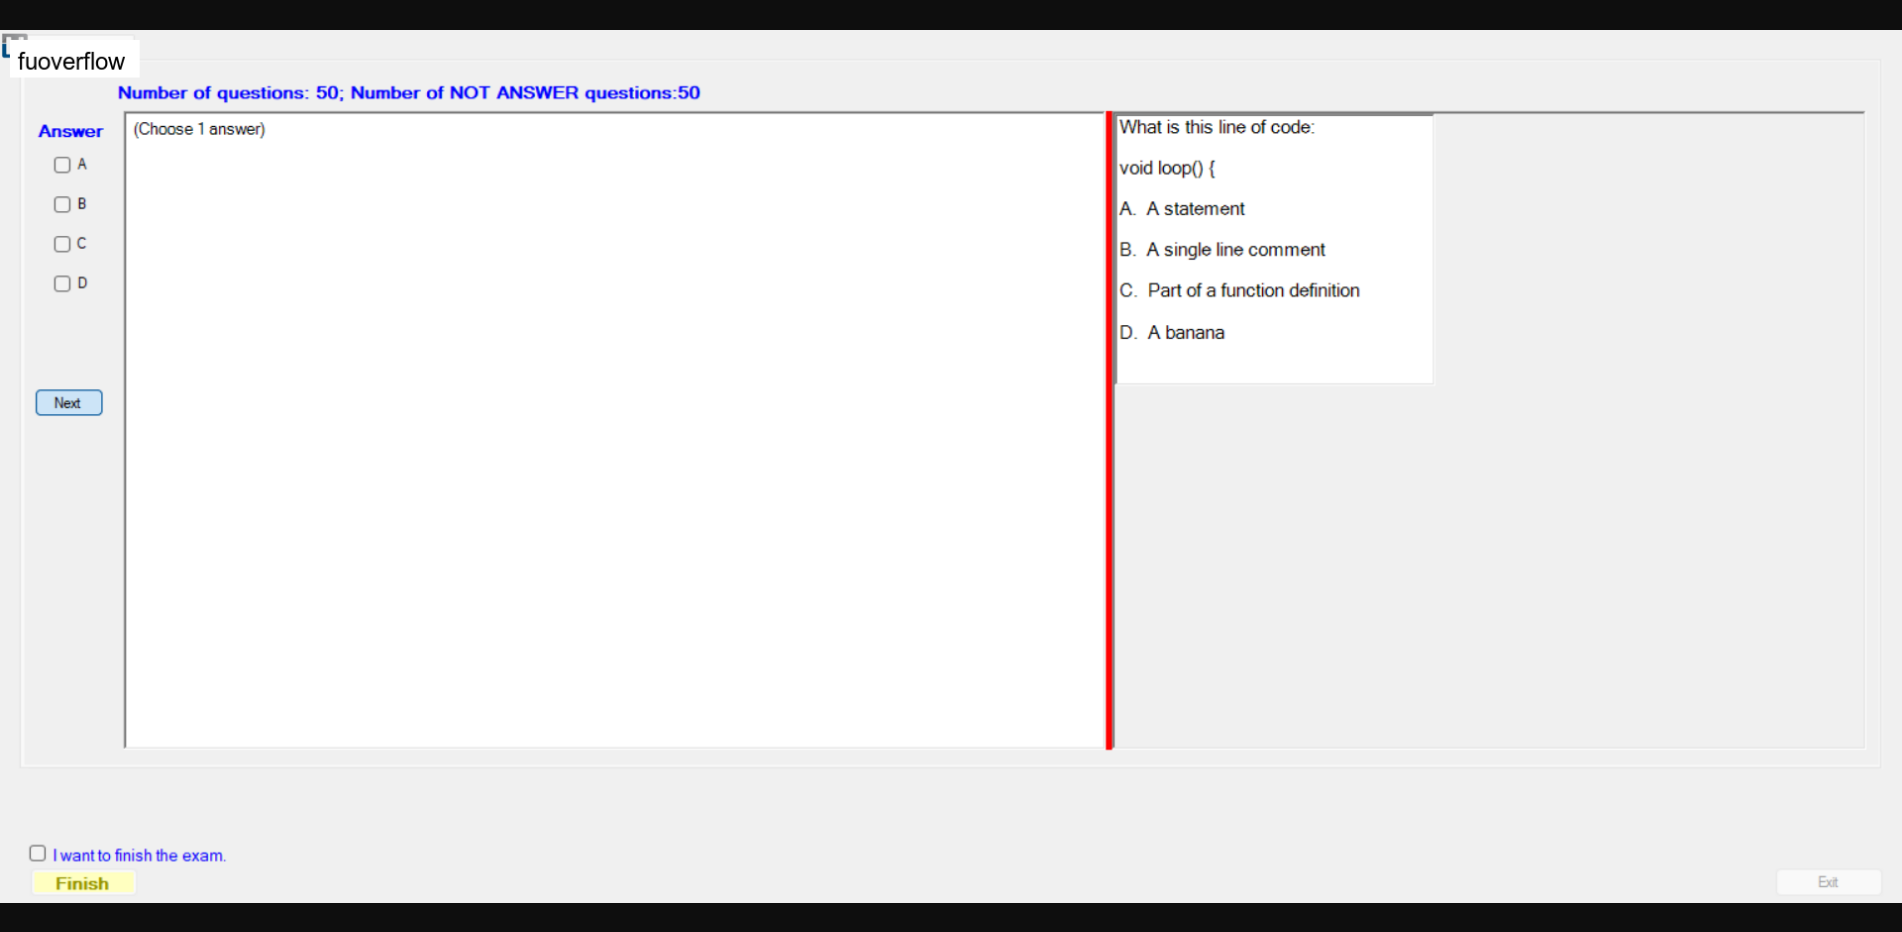 fuoverflow
Number of questions: 50; Number of NOT ANSWER questions:50
Answer
A
B
C
D
Next
(Choose 1 answer)
What is this line of code:
void loop() {
A. A statement
B. A single line comment
C. Part of a function definition
D. A banana
I want to finish the exam.
Finish
Exit